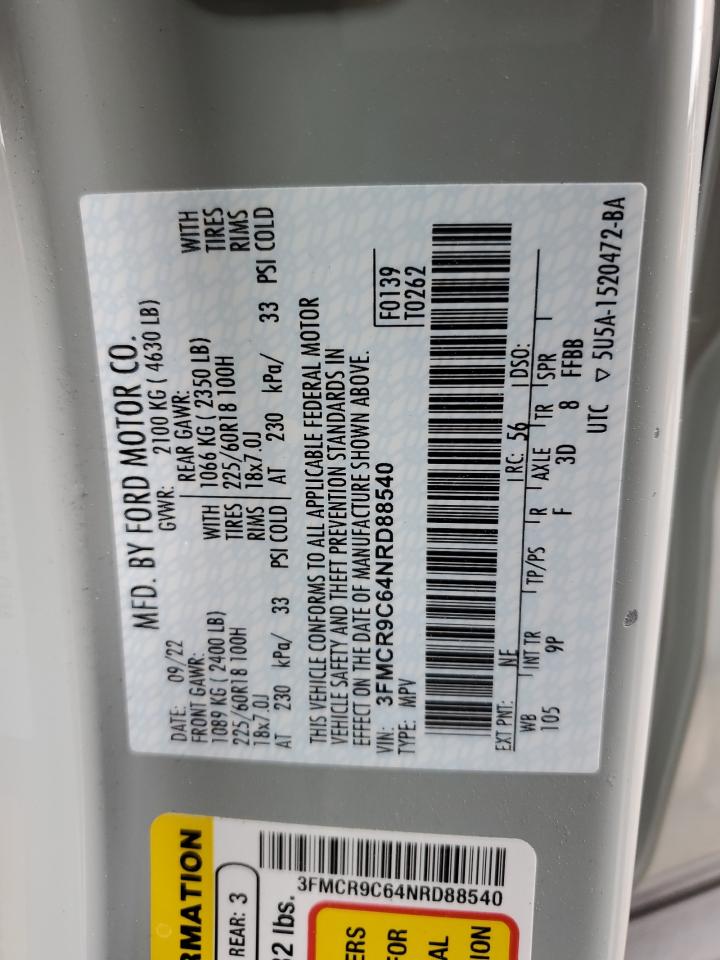 MFD. BY FORD MOTOR CO.
DATE: 09/22 GVWR: 2100 KG ( 4630 LB)
FRONT GAWR: REAR GAWR:
1089 KG ( 2400 LB) WITH 1066 KG ( 2350 LB) WITH
225/60R18 100H TIRES 225/60R18 100H TIRES
18x7.0J RIMS 18x7.0J RIMS
AT 230 kPa/ 33 PSI COLD AT 230 kPa/ 33 PSI COLD
THIS VEHICLE CONFORMS TO ALL APPLICABLE FEDERAL MOTOR
VEHICLE SAFETY AND THEFT PREVENTION STANDARDS IN
EFFECT ON THE DATE OF MANUFACTURE SHOWN ABOVE.
VIN: 3FMCR9C64NRD88540 F0139
TYPE: MPV T0262
EXT PNT: NE RC: 56 DSO:
WB INT TR TP/PS R AXLE TR SPR
105 9P F 3D 8 FFBB
UTC ▽ 5U5A-1520472-BA
RMATION
REAR: 3
32 lbs.
3FMCR9C64NRD88540
ERS
FOR
AL
ION